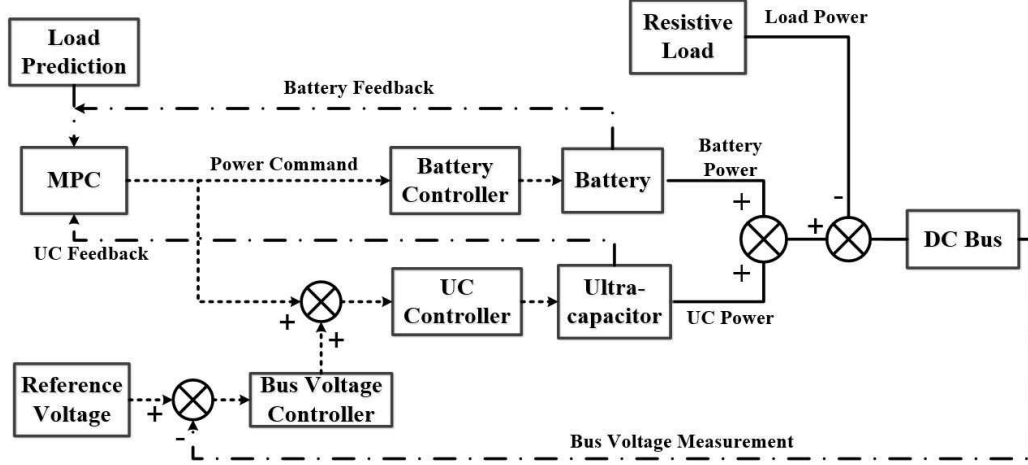 Load
Prediction
Resistive
Load
Load Power
Battery Feedback
MPC
Power Command
Battery
Controller
Battery
Battery
Power
+
-
+
DC Bus
UC Feedback
+
+
+
UC
Controller
Ultra-
capacitor
UC Power
Reference
Voltage
+
-
Bus Voltage
Controller
Bus Voltage Measurement